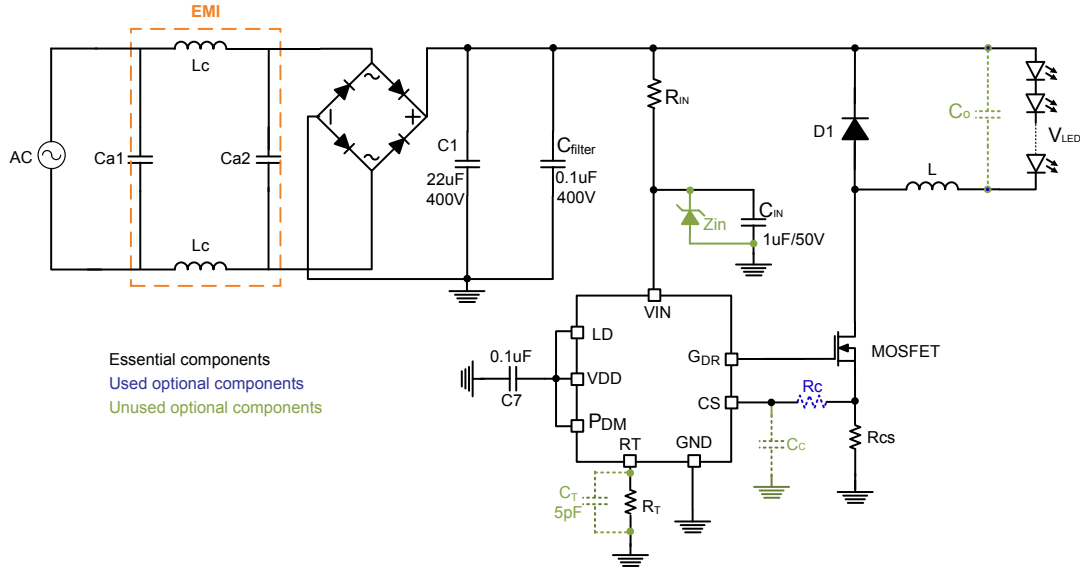 EMI
Lc
Ca1
Ca2
AC
Lc
~
~
−
+
C1
22uF
400V
Cfilter
0.1uF
400V
RIN
Zin
CIN
1uF/50V
D1
L
Co
VLED
VIN
LD
VDD
PDM
RT
GND
GDR
CS
0.1uF
C7
CT
5pF
RT
MOSFET
Rc
Cc
Rcs
Essential components
Used optional components
Unused optional components